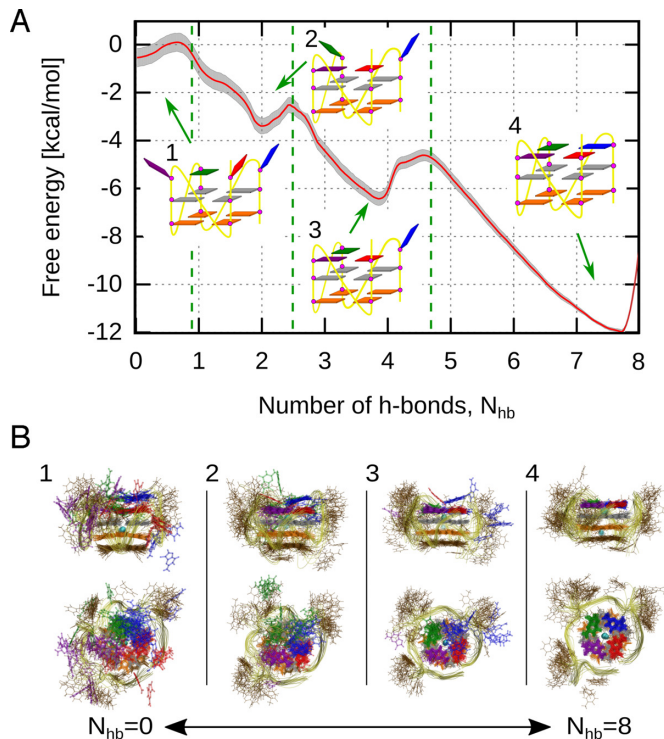 A
Free energy [kcal/mol]
0
-2
-4
-6
-8
-10
-12
1
2
3
4
0 1 2 3 4 5 6 7 8
Number of h-bonds, Nhb
B
1 2 3 4
Nhb=0 Nhb=8